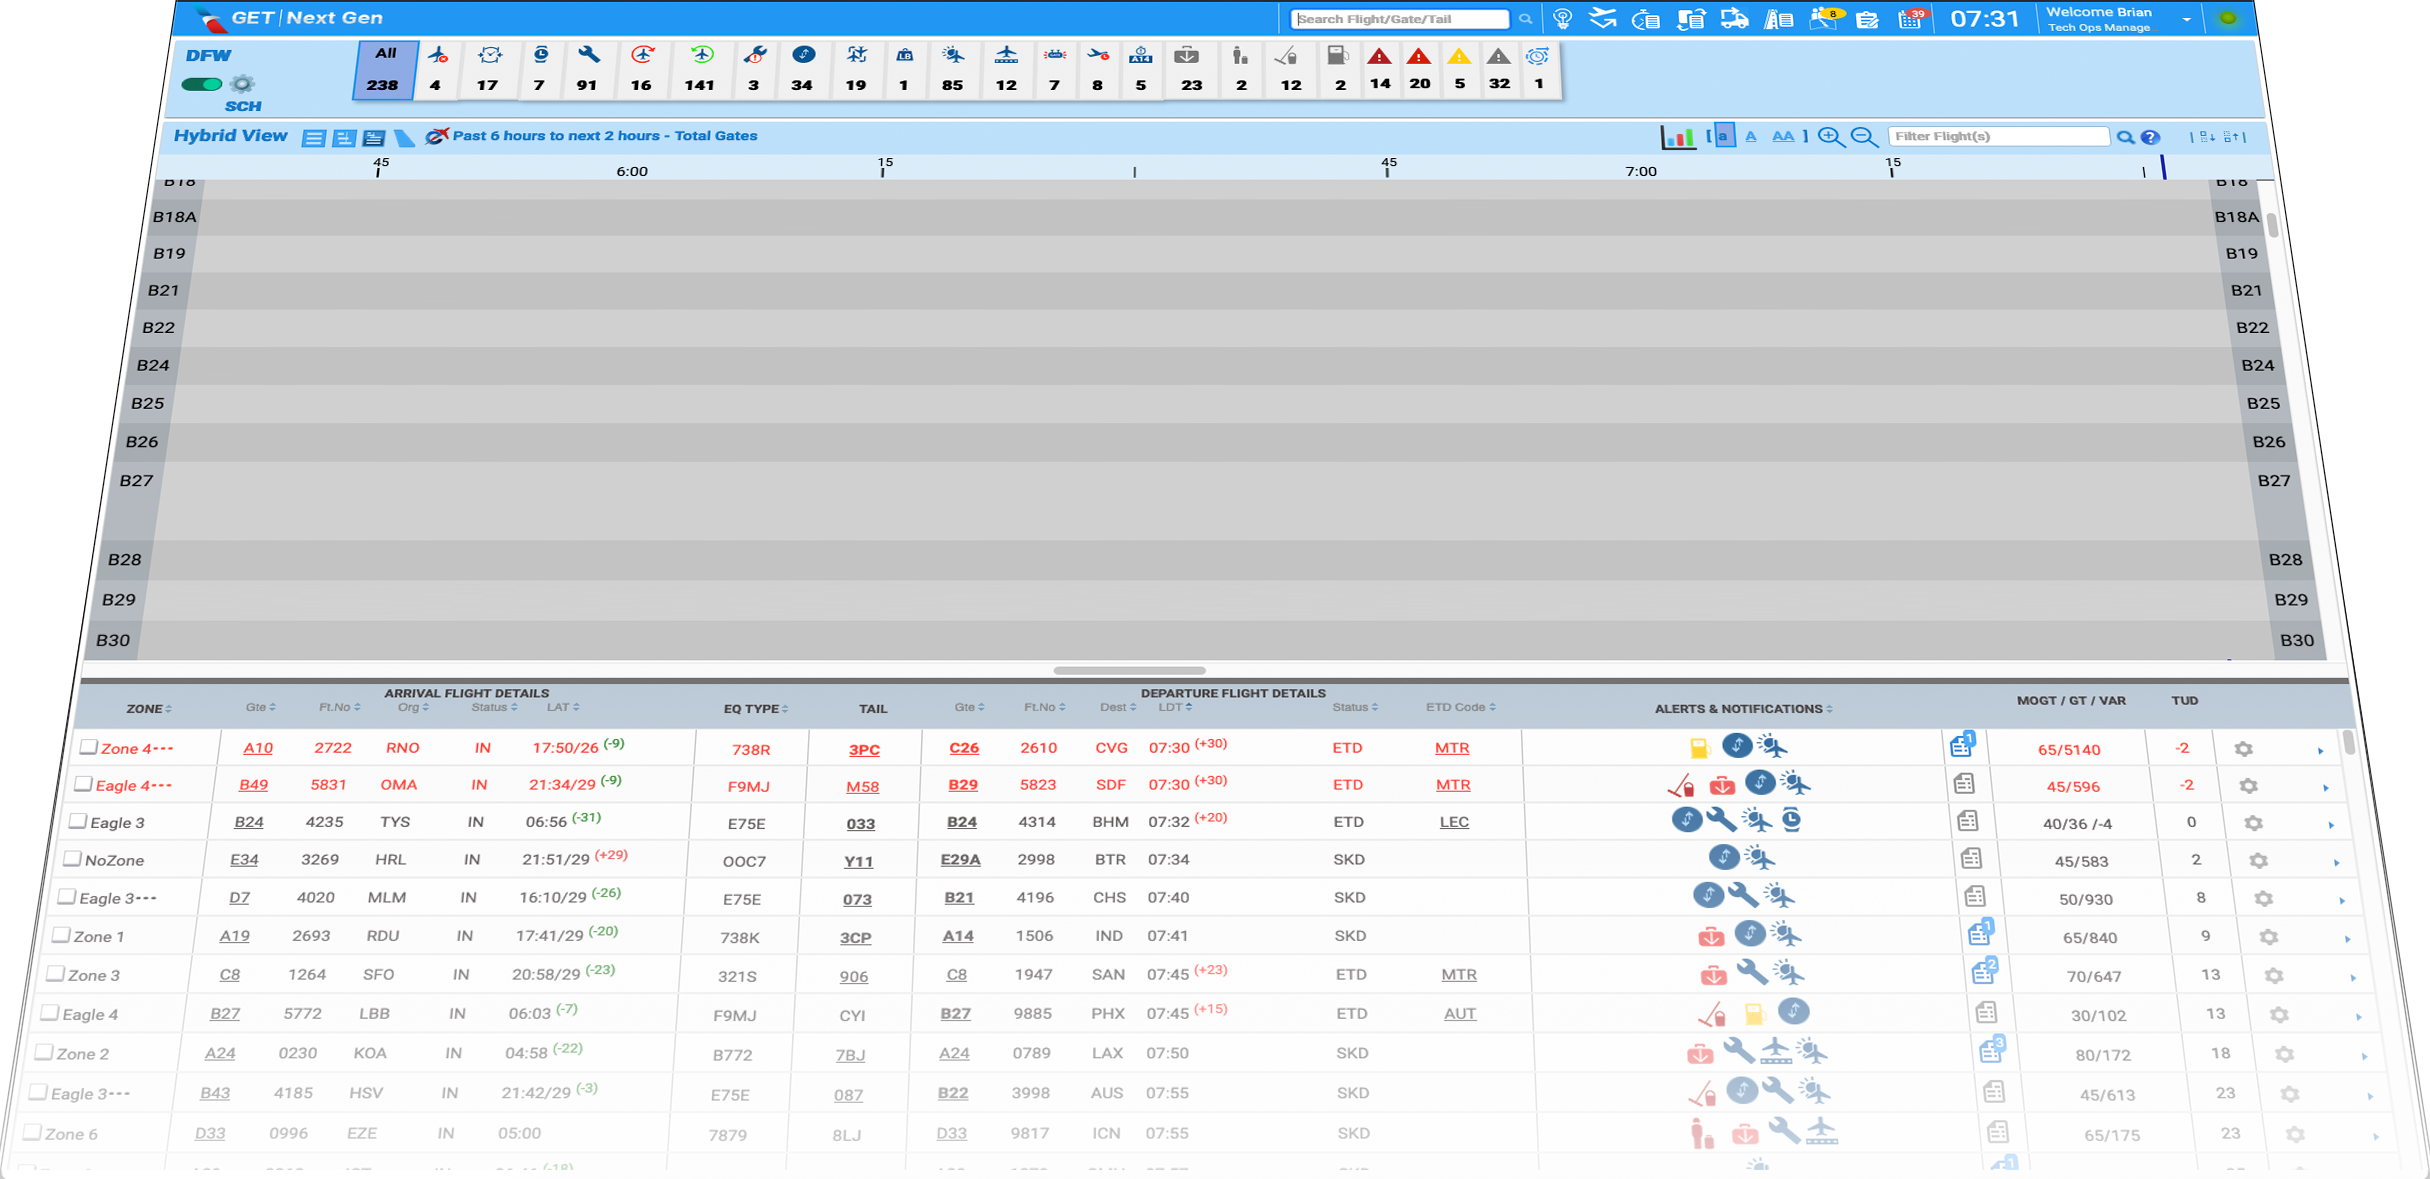 GET | Next Gen
Search Flight/Gate/Tail
8
39
07:31
Welcome Brian
Tech Ops Manage
DFW
SCH
All
LB
A14
238 4 17 7 91 16 141 3 34 19 1 85 12 7 8 5 23 2 12 2 14 20 5 32 1
Hybrid View
Past 6 hours to next 2 hours - Total Gates
[ a A AA ]
Filter Flight(s)
?
45 6:00 15 45 7:00 15
B18 B18
B18A B18A
B19 B19
B21 B21
B22 B22
B24 B24
B25 B25
B26 B26
B27 B27
B28 B28
B29 B29
B30 B30
ARRIVAL FLIGHT DETAILS DEPARTURE FLIGHT DETAILS
ZONE Gte Ft.No Org Status LAT EQ TYPE TAIL Gte Ft.No Dest LDT Status ETD Code ALERTS & NOTIFICATIONS MOGT / GT / VAR TUD
Zone 4--- A10 2722 RNO IN 17:50/26 (-9) 738R 3PC C26 2610 CVG 07:30 (+30) ETD MTR 1 65/5140 -2
Eagle 4--- B49 5831 OMA IN 21:34/29 (-9) F9MJ M58 B29 5823 SDF 07:30 (+30) ETD MTR 45/596 -2
Eagle 3 B24 4235 TYS IN 06:56 (-31) E75E 033 B24 4314 BHM 07:32 (+20) ETD LEC 40/36 /-4 0
NoZone E34 3269 HRL IN 21:51/29 (+29) OOC7 Y11 E29A 2998 BTR 07:34 SKD 45/583 2
Eagle 3--- D7 4020 MLM IN 16:10/29 (-26) E75E 073 B21 4196 CHS 07:40 SKD 50/930 8
Zone 1 A19 2693 RDU IN 17:41/29 (-20) 738K 3CP A14 1506 IND 07:41 SKD 1 65/840 9
Zone 3 C8 1264 SFO IN 20:58/29 (-23) 321S 906 C8 1947 SAN 07:45 (+23) ETD MTR 2 70/647 13
Eagle 4 B27 5772 LBB IN 06:03 (-7) F9MJ CYI B27 9885 PHX 07:45 (+15) ETD AUT 30/102 13
Zone 2 A24 0230 KOA IN 04:58 (-22) B772 7BJ A24 0789 LAX 07:50 SKD 3 80/172 18
Eagle 3--- B43 4185 HSV IN 21:42/29 (-3) E75E 087 B22 3998 AUS 07:55 SKD 45/613 23
Zone 6 D33 0996 EZE IN 05:00 7879 8LJ D33 9817 ICN 07:55 SKD 65/175 23
(-18) 1